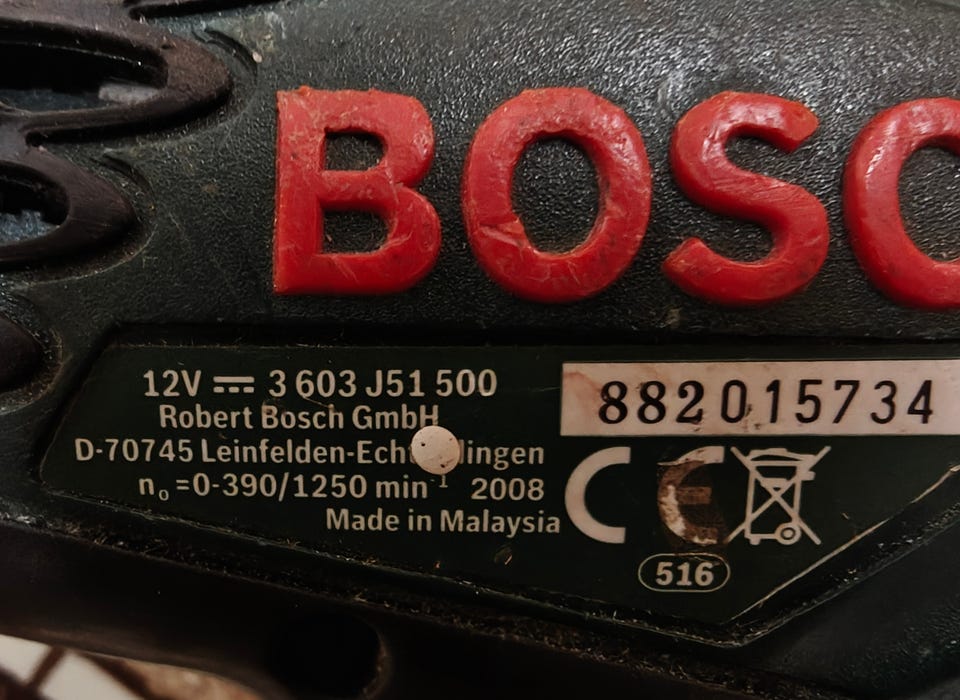 BOSC
12V 3 603 J51 500
Robert Bosch GmbH
D-70745
n₀=0-390/1250 min⁻¹ 2008
Made in Malaysia
882015734
CE
516